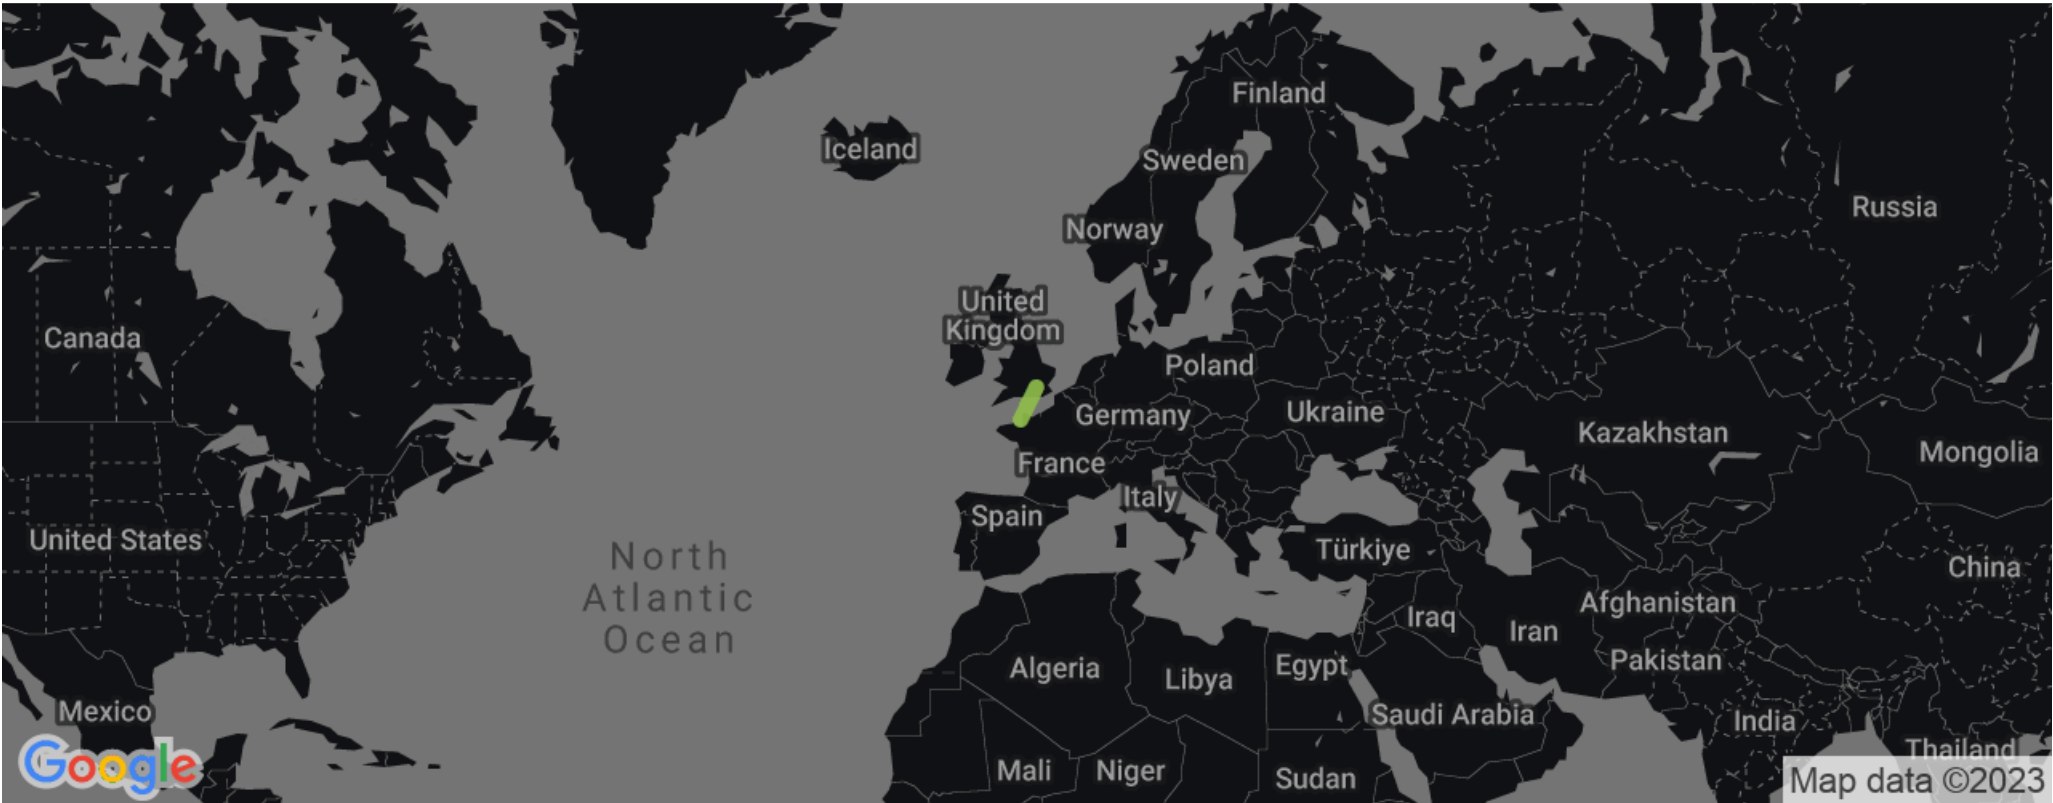 Finland
Iceland
Sweden
Russia
Norway
United
Kingdom
Canada
Poland
Germany
Ukraine
Kazakhstan
Mongolia
France
Italy
Spain
United States
Türkiye
North
Atlantic
Ocean
China
Afghanistan
Iraq
Iran
Pakistan
Algeria
Libya
Egypt
Mexico
Saudi Arabia
India
Thailand
Google
Mali
Niger
Sudan
Map data ©2023